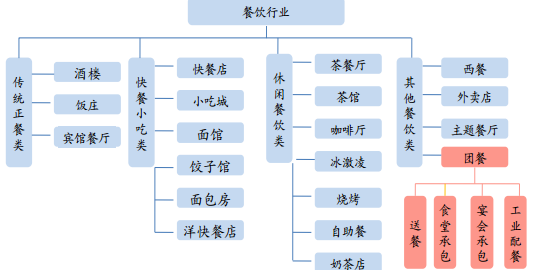 餐饮行业
传统正餐类
酒楼
饭庄
宾馆餐厅
快餐小吃类
快餐店
小吃城
面馆
饺子馆
面包房
洋快餐店
休闲餐饮类
茶餐厅
茶馆
咖啡厅
冰激凌
烧烤
自助餐
奶茶店
其他餐饮类
西餐
外卖店
主题餐厅
团餐
送餐
食堂承包
宴会承包
工业配餐